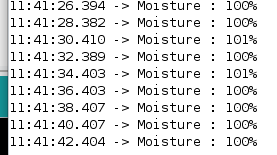 11:41:26.394 -> Moisture : 100%
11:41:28.382 -> Moisture : 100%
11:41:30.410 -> Moisture : 101%
11:41:32.389 -> Moisture : 100%
11:41:34.403 -> Moisture : 101%
11:41:36.403 -> Moisture : 100%
11:41:38.407 -> Moisture : 100%
11:41:40.407 -> Moisture : 100%
11:41:42.404 -> Moisture : 100%